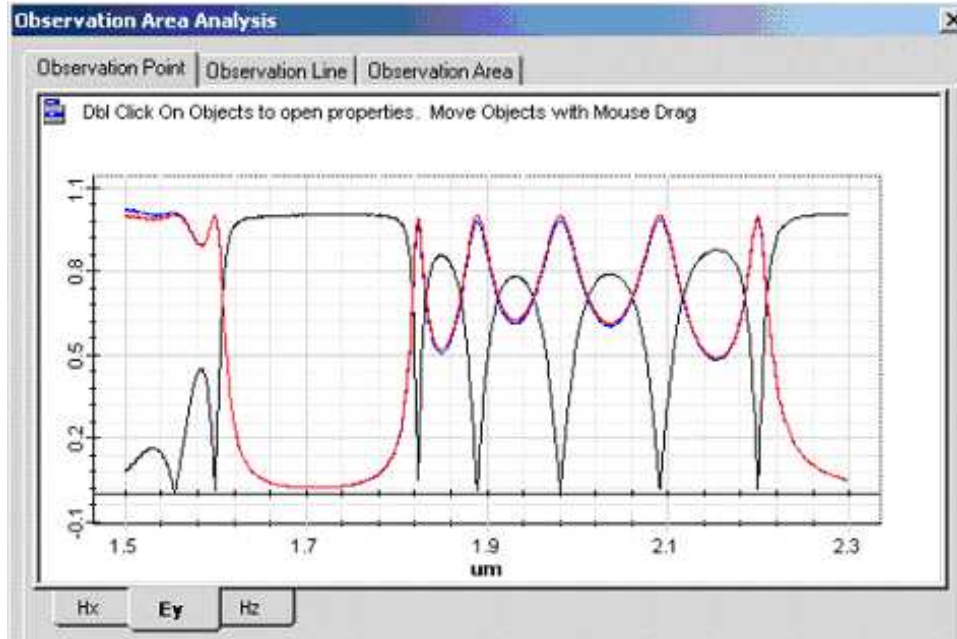 Observation Area Analysis
Observation Point Observation Line Observation Area
Dbl Click On Objects to open properties. Move Objects with Mouse Drag
1.1
0.8
0.5
0.2
-0.1
1.5 1.7 1.9 2.1 2.3
um
Hx Ey Hz